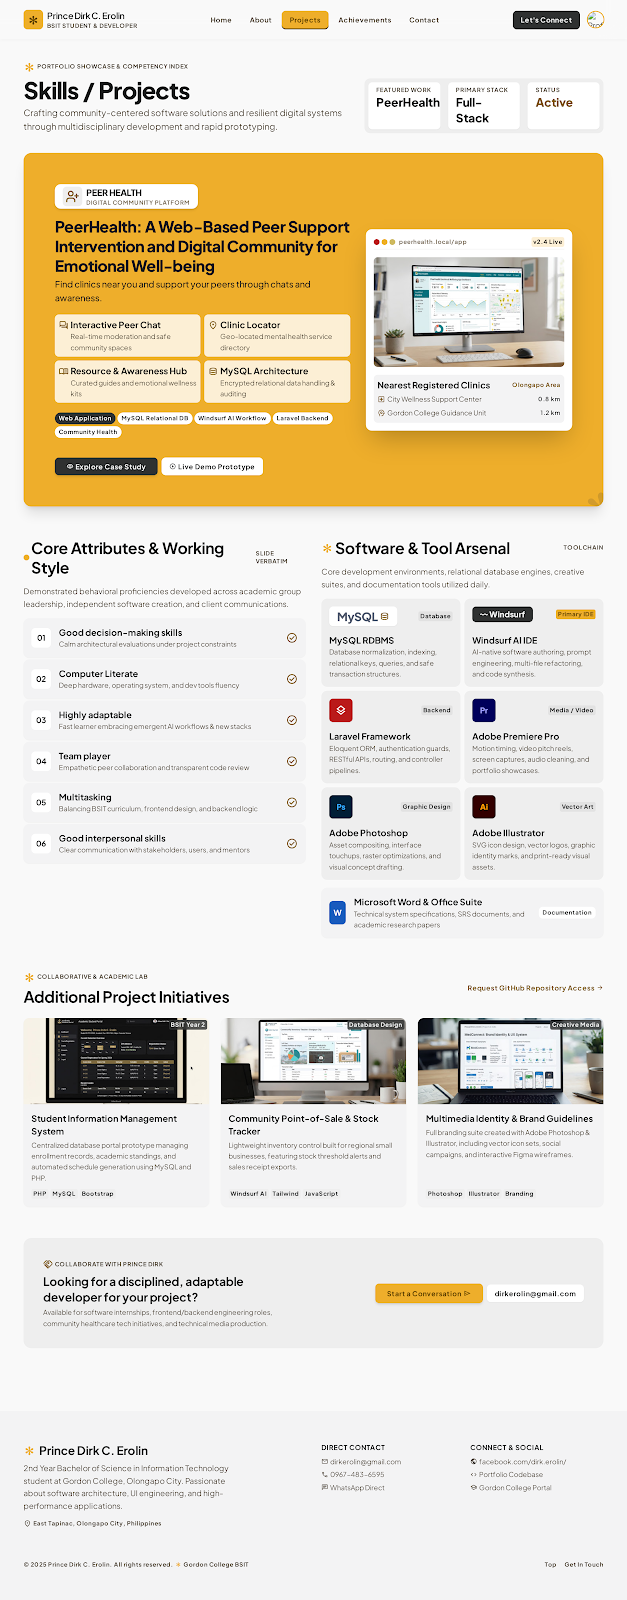 Prince Dirk C. Erolin
BSIT STUDENT & DEVELOPER
Home
About
Projects
Achievements
Contact
Let's Connect
PORTFOLIO SHOWCASE & COMPETENCY INDEX
Skills / Projects
Crafting community-centered software solutions and resilient digital systems
through multidisciplinary development and rapid prototyping.
FEATURED WORK
PeerHealth
PRIMARY STACK
Full-
Stack
STATUS
Active
PEER HEALTH
DIGITAL COMMUNITY PLATFORM
PeerHealth: A Web-Based Peer Support
Intervention and Digital Community for
Emotional Well-being
Find clinics near you and support your peers through chats and
awareness.
Interactive Peer Chat
Real-time moderation and safe
community spaces
Clinic Locator
Geo-located mental health service
directory
Resource & Awareness Hub
Curated guides and emotional wellness
kits
MySQL Architecture
Encrypted relational data handling &
auditing
Web Application
MySQL Relational DB
Windsurf AI Workflow
Laravel Backend
Community Health
Explore Case Study
Live Demo Prototype
peerhealth.local/app
v2.4 Live
Nearest Registered Clinics
Olongapo Area
City Wellness Support Center
0.8 km
Gordon College Guidance Unit
1.2 km
Core Attributes & Working
Style
SLIDE
VERBATIM
Demonstrated behavioral proficiencies developed across academic group
leadership, independent software creation, and client communications.
01
Good decision-making skills
Calm architectural evaluations under project constraints
02
Computer Literate
Deep hardware, operating system, and dev tools fluency
03
Highly adaptable
Fast learner embracing emergent AI workflows & new stacks
04
Team player
Empathetic peer collaboration and transparent code review
05
Multitasking
Balancing BSIT curriculum, frontend design, and backend logic
06
Good interpersonal skills
Clear communication with stakeholders, users, and mentors
Software & Tool Arsenal
TOOLCHAIN
Core development environments, relational database engines, creative
suites, and documentation tools utilized daily.
MySQL
Database
MySQL RDBMS
Database normalization, indexing,
relational keys, queries, and safe
transaction structures.
Windsurf
Primary IDE
Windsurf AI IDE
AI-native software authoring, prompt
engineering, multi-file refactoring,
and code synthesis.
Backend
Laravel Framework
Eloquent ORM, authentication guards,
RESTful APIs, routing, and controller
pipelines.
Pr
Media / Video
Adobe Premiere Pro
Motion timing, video pitch reels,
screen captures, audio cleaning, and
portfolio showcases.
Ps
Graphic Design
Adobe Photoshop
Asset compositing, interface
touchups, raster optimizations, and
visual concept drafting.
Ai
Vector Art
Adobe Illustrator
SVG icon design, vector logos, graphic
identity marks, and print-ready visual
assets.
W
Microsoft Word & Office Suite
Technical system specifications, SRS documents, and
academic research papers
Documentation
COLLABORATIVE & ACADEMIC LAB
Additional Project Initiatives
Request GitHub Repository Access
BSIT Year 2
Student Information Management
System
Centralized database portal prototype managing
enrollment records, academic standings, and
automated schedule generation using MySQL and
PHP.
PHP
MySQL
Bootstrap
Database Design
Community Point-of-Sale & Stock
Tracker
Lightweight inventory control built for regional small
businesses, featuring stock threshold alerts and
sales receipt exports.
Windsurf AI
Tailwind
JavaScript
Creative Media
Multimedia Identity & Brand Guidelines
Full branding suite created with Adobe Photoshop &
Illustrator, including vector icon sets, social
campaigns, and interactive Figma wireframes.
Photoshop
Illustrator
Branding
COLLABORATE WITH PRINCE DIRK
Looking for a disciplined, adaptable
developer for your project?
Available for software internships, frontend/backend engineering roles,
community healthcare tech initiatives, and technical media production.
Start a Conversation
dirkerolin@gmail.com
Prince Dirk C. Erolin
2nd Year Bachelor of Science in Information Technology
student at Gordon College, Olongapo City. Passionate
about software architecture, UI engineering, and high-
performance applications.
East Tapinac, Olongapo City, Philippines
DIRECT CONTACT
dirkerolin@gmail.com
0967-483-6595
WhatsApp Direct
CONNECT & SOCIAL
facebook.com/dirk.erolin/
Portfolio Codebase
Gordon College Portal
© 2025 Prince Dirk C. Erolin. All rights reserved.
Gordon College BSIT
Top
Get In Touch